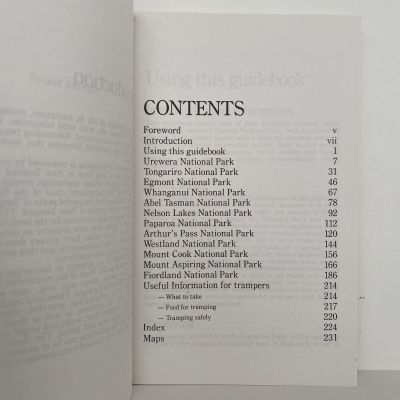 Using this guidebook
CONTENTS
Foreword v
Introduction vii
Using this guidebook 1
Urewera National Park 7
Tongariro National Park 31
Egmont National Park 46
Whanganui National Park 67
Abel Tasman National Park 78
Nelson Lakes National Park 92
Paparoa National Park 112
Arthur's Pass National Park 120
Westland National Park 144
Mount Cook National Park 156
Mount Aspiring National Park 166
Fiordland National Park 186
Useful Information for trampers 214
— What to take 214
— Food for tramping 217
— Tramping safely 220
Index 224
Maps 231